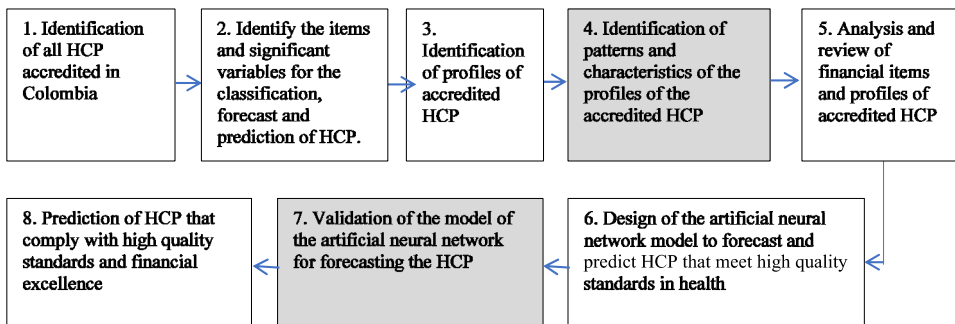 1. Identification
of all HCP
accredited in
Colombia
2. Identify the items
and significant
variables for the
classification,
forecast and
prediction of HCP.
3.
Identification
of profiles of
accredited
HCP
4. Identification of
patterns and
characteristics of the
profiles of the
accredited HCP
5. Analysis and
review of
financial items
and profiles of
accredited HCP
6. Design of the artificial neural
network model to forecast and
predict HCP that meet high quality
standards in health
7. Validation of the model of
the artificial neural network
for forecasting the HCP
8. Prediction of HCP that
comply with high quality
standards and financial
excellence